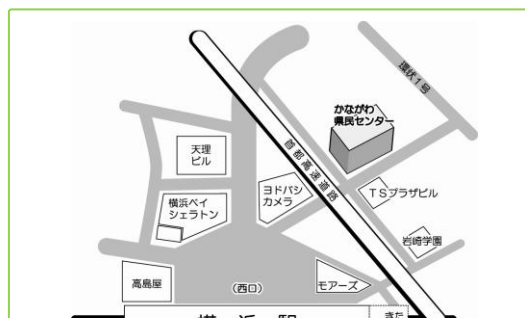 環状1号
かながわ
県民センター
首都高速道路
天理
ビル
ヨドバシ
カメラ
TSプラザビル
横浜ベイ
シェラトン
岩崎学園
高島屋
(西口)
モアーズ
横浜駅
きた